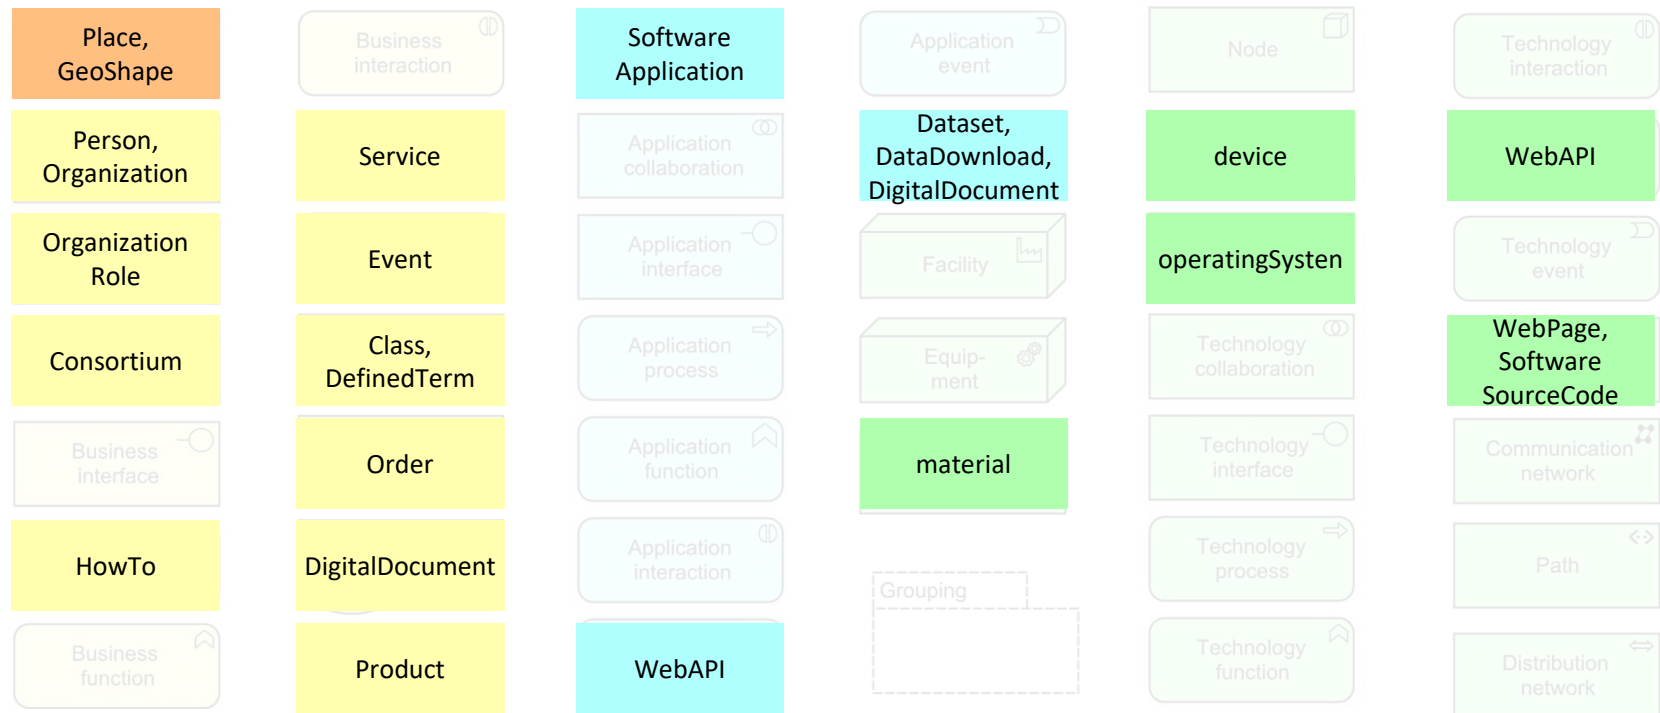 Place,
GeoShape
Business
interaction
Software
Application
Application
event
Node
Technology
interaction
Person,
Organization
Service
Application
collaboration
Dataset,
DataDownload,
DigitalDocument
device
WebAPI
Organization
Role
Event
Application
interface
Facility
operatingSysten
Technology
event
Consortium
Class,
DefinedTerm
Application
process
Equip-
ment
Technology
collaboration
WebPage,
Software
SourceCode
Business
interface
Order
Application
function
material
Technology
interface
Communication
network
HowTo
DigitalDocument
Application
interaction
Grouping
Technology
process
Path
Business
function
Product
WebAPI
Technology
function
Distribution
network